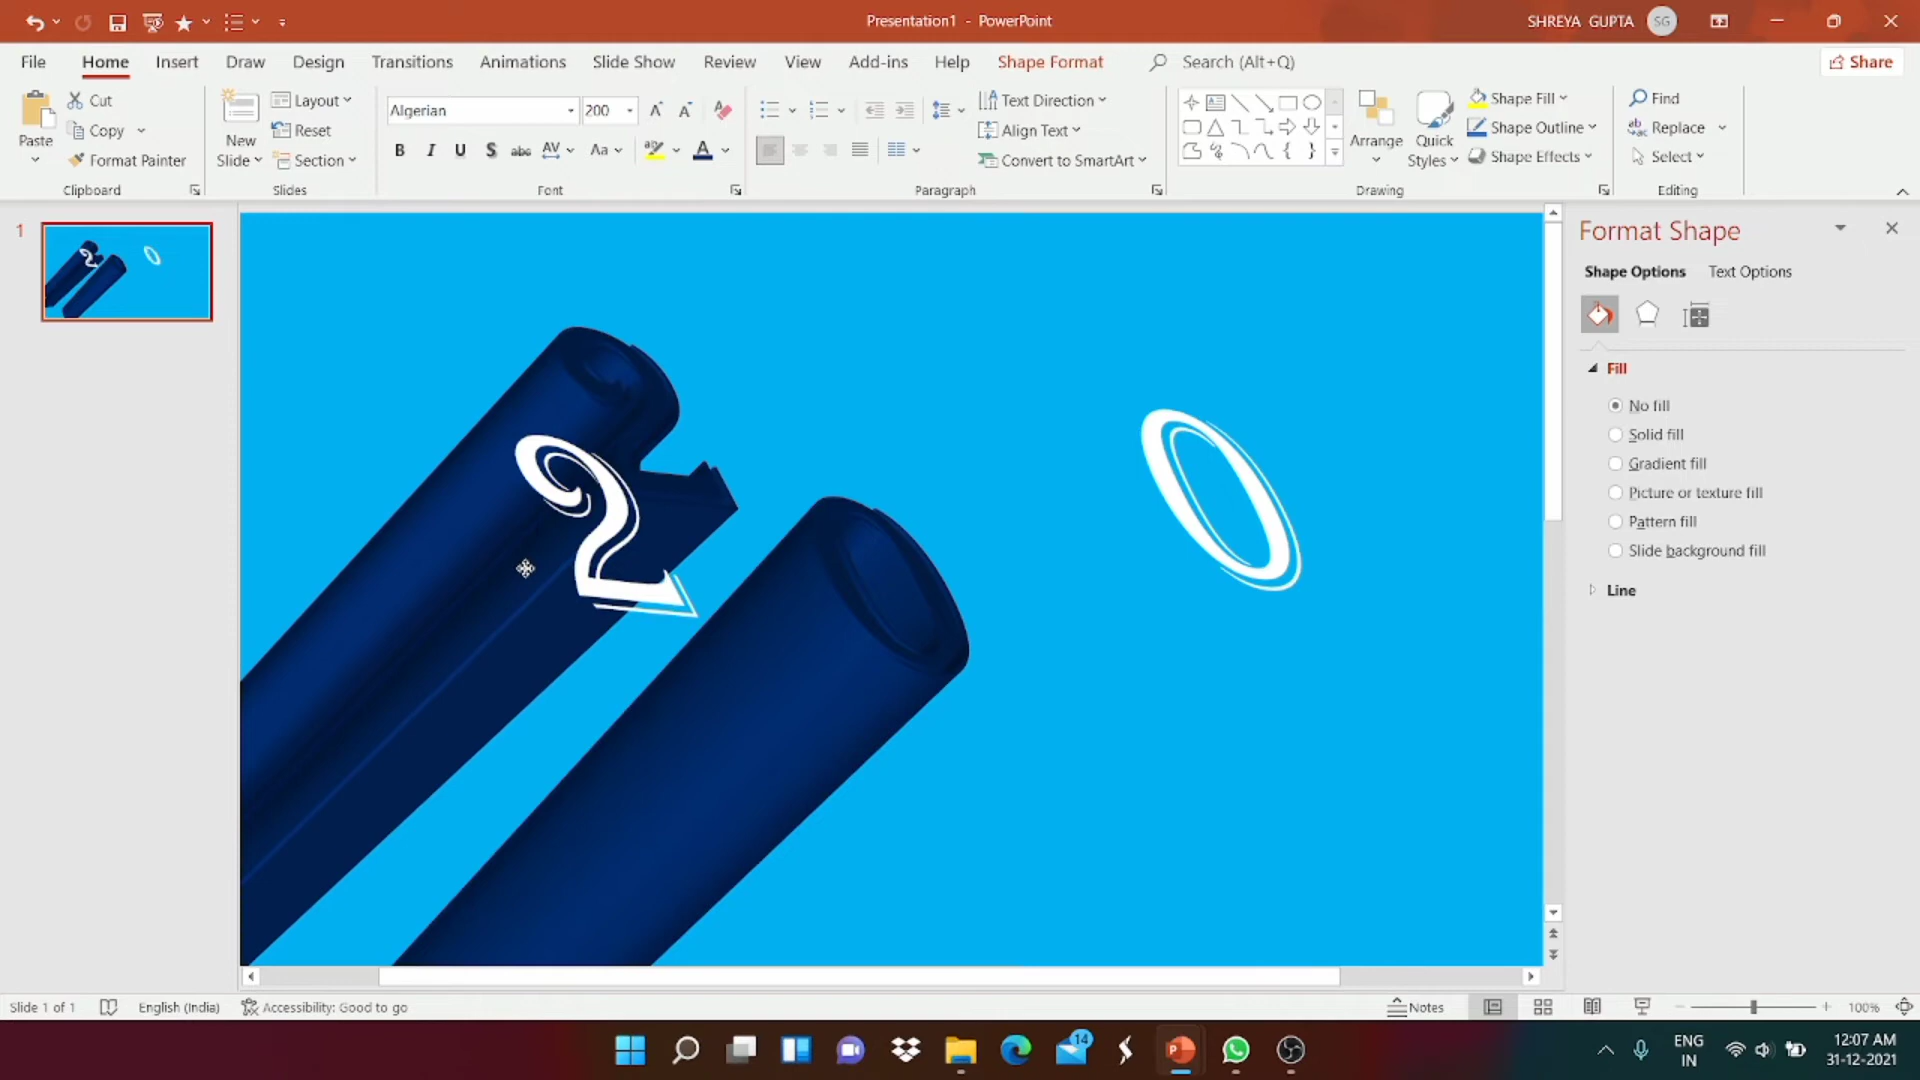 Presentation1 - PowerPoint
SHREYA GUPTA SG
File Home Insert Draw Design Transitions Animations Slide Show Review View Add-ins Help Shape Format Search (Alt+Q) Share
Paste
Cut
Copy
Format Painter
Clipboard
New Slide
Layout
Reset
Section
Slides
Algerian 200
B I U S abc AV Aa A
Font
Text Direction
Align Text
Convert to SmartArt
Paragraph
Arrange
Quick Styles
Shape Fill
Shape Outline
Shape Effects
Drawing
Find
Replace
Select
Editing
1
2 0
2 0
Format Shape
Shape Options Text Options
Fill
No fill
Solid fill
Gradient fill
Picture or texture fill
Pattern fill
Slide background fill
Line
Slide 1 of 1 English (India) Accessibility: Good to go Notes 100%
14
ENG
IN
12:07 AM
31-12-2021